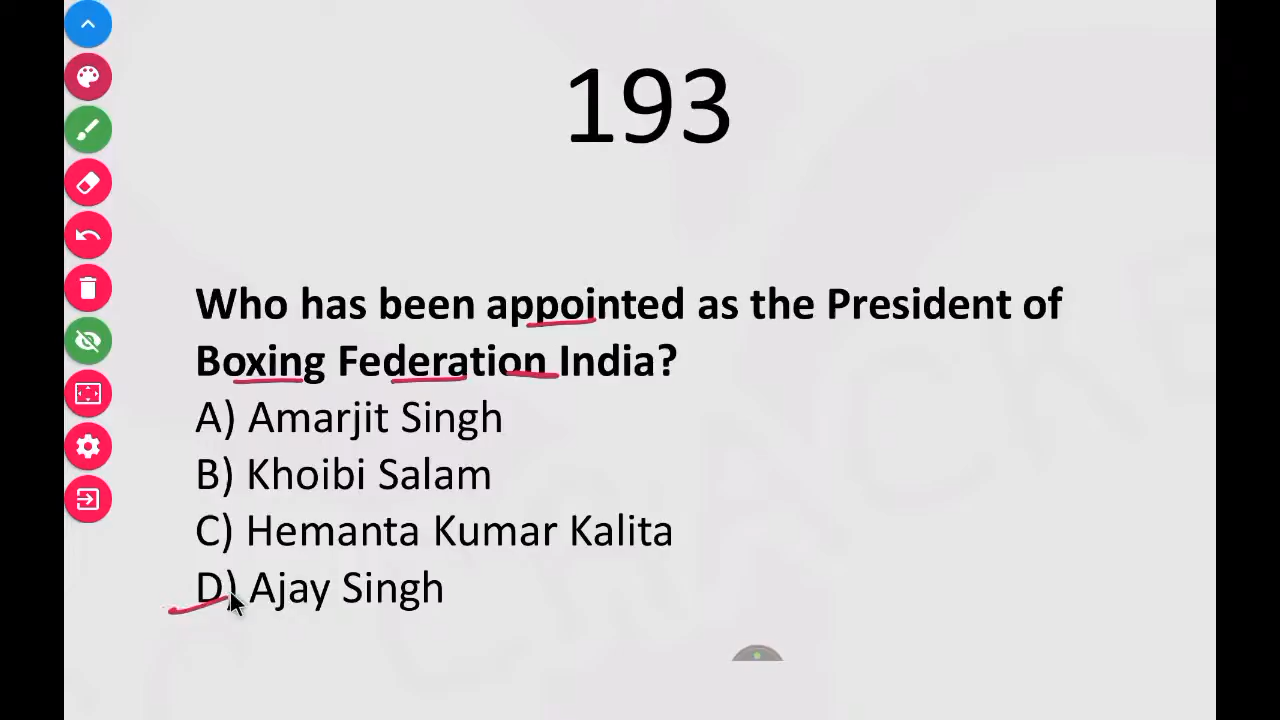 193
Who has been appointed as the President of
Boxing Federation India?
A) Amarjit Singh
B) Khoibi Salam
C) Hemanta Kumar Kalita
D) Ajay Singh